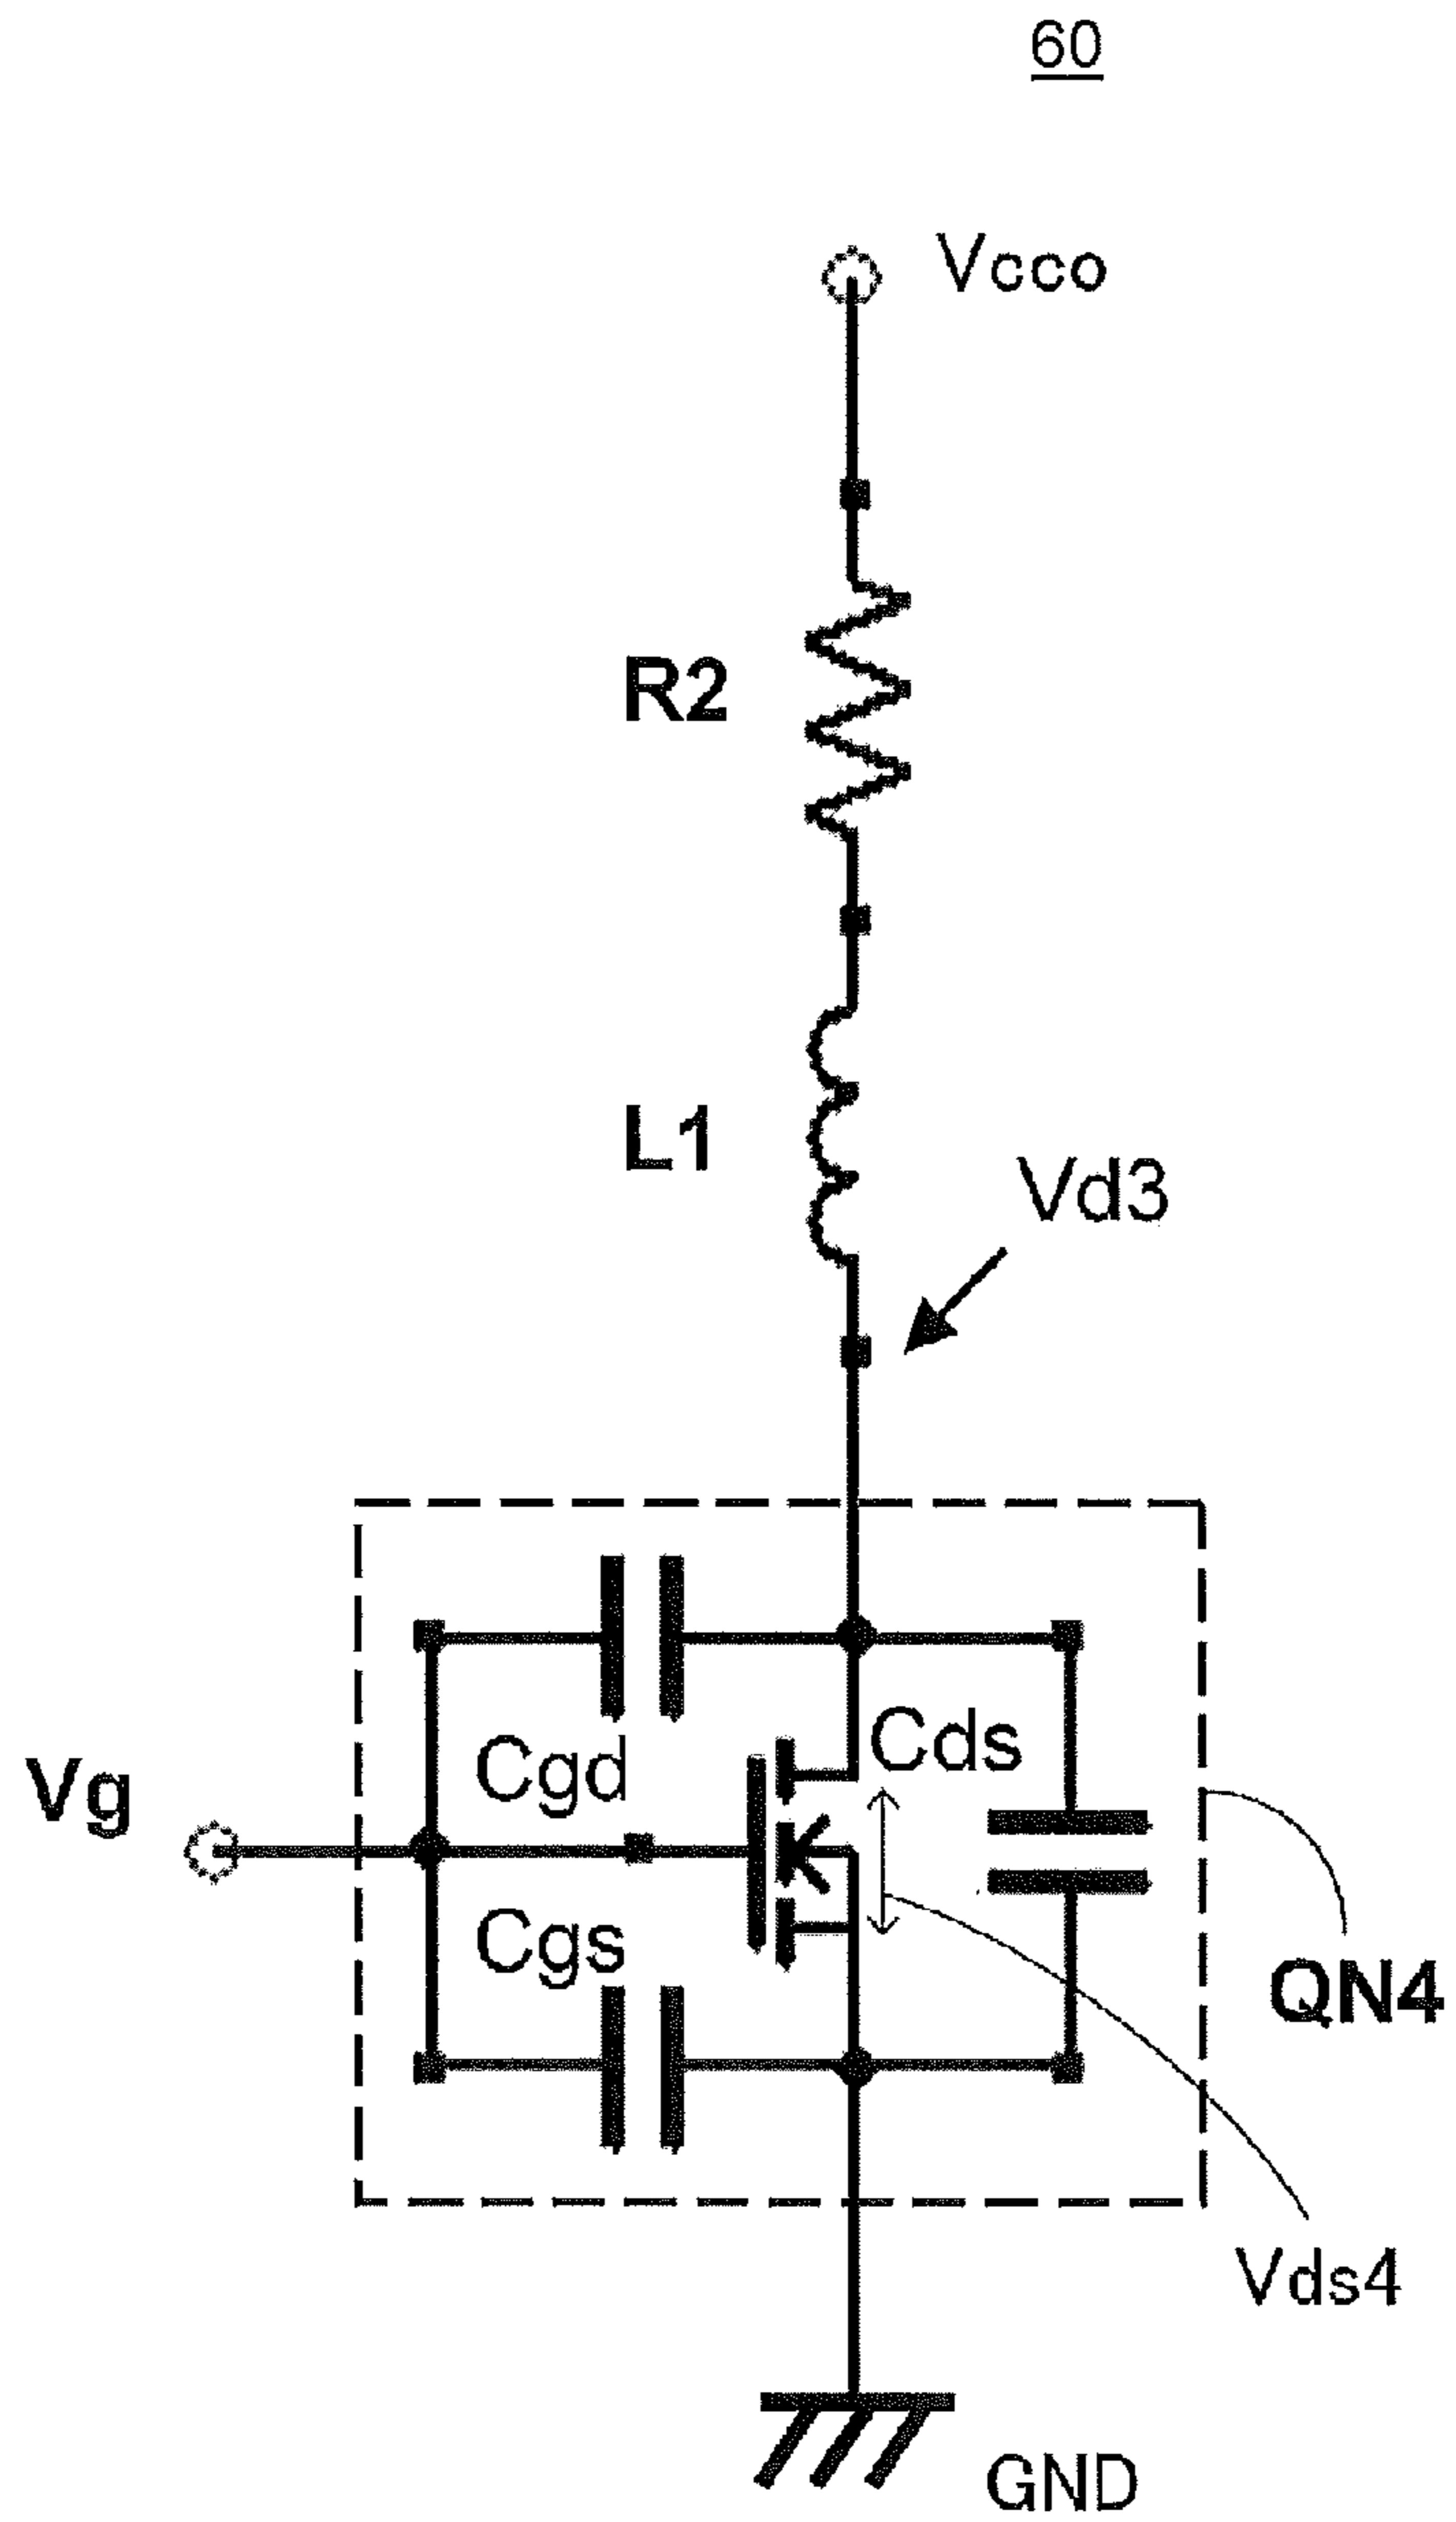 60
Vcco
R2
L1
Vd3
Cds
Cgd
Vg
Cgs
QN4
Vds4
GND